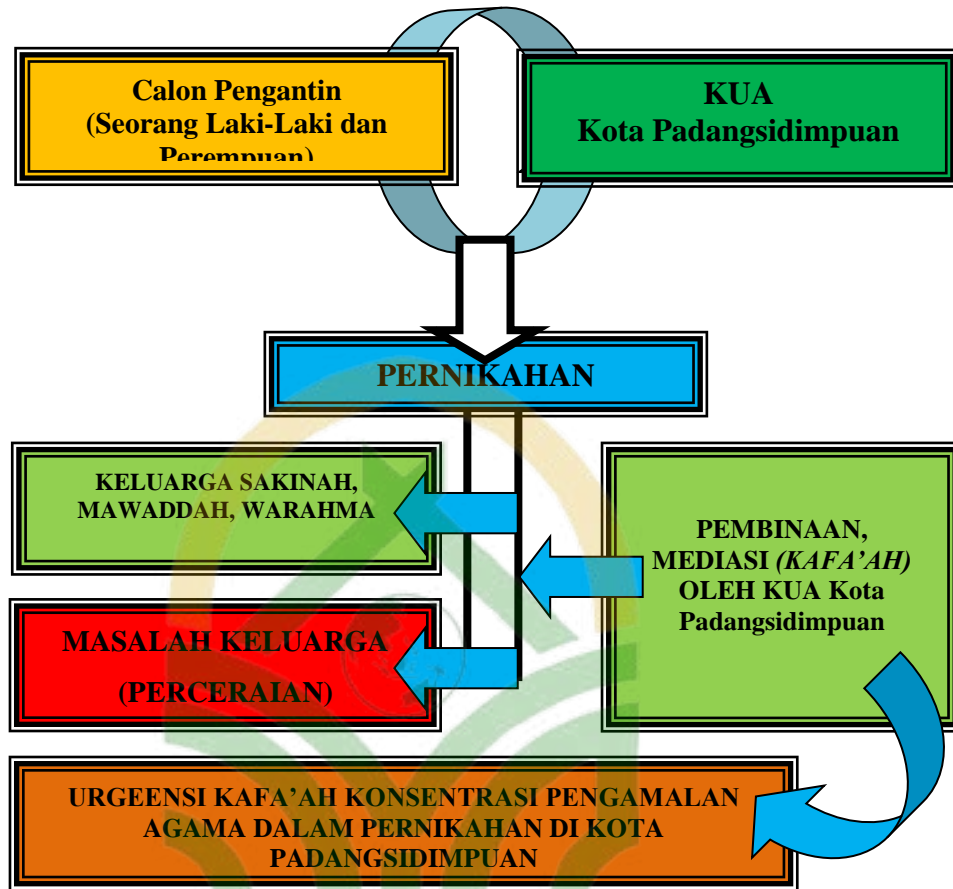 Calon Pengantin
(Seorang Laki-Laki dan
Perempuan)
KUA
Kota Padangsidimpuan
PERNIKAHAN
KELUARGA SAKINAH,
MAWADDAH, WARAHMA
PEMBINAAN,
MEDIASI (KAFA’AH)
OLEH KUA Kota
Padangsidimpuan
MASALAH KELUARGA
(PERCERAIAN)
URGEENSI KAFA’AH KONSENTRASI PENGAMALAN
AGAMA DALAM PERNIKAHAN DI KOTA
PADANGSIDIMPUAN